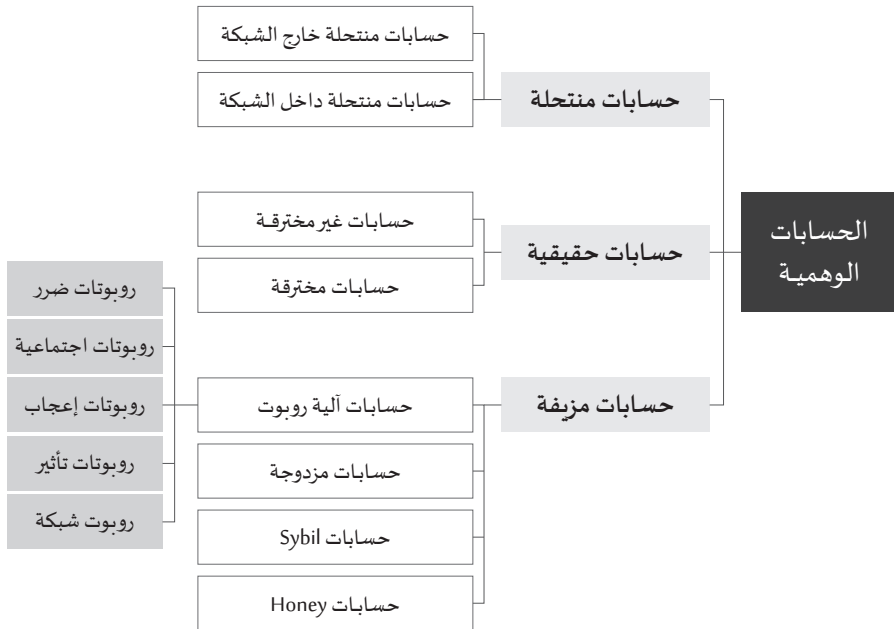 الحسابات
الوهمية
حسابات منتحلة
حسابات منتحلة خارج الشبكة
حسابات منتحلة داخل الشبكة
حسابات حقيقية
حسابات غير مخترقة
حسابات مخترقة
حسابات مزيفة
حسابات آلية روبوت
حسابات مزدوجة
حسابات Sybil
حسابات Honey
روبوتات ضرر
روبوتات اجتماعية
روبوتات إعجاب
روبوتات تأثير
روبوت شبكة